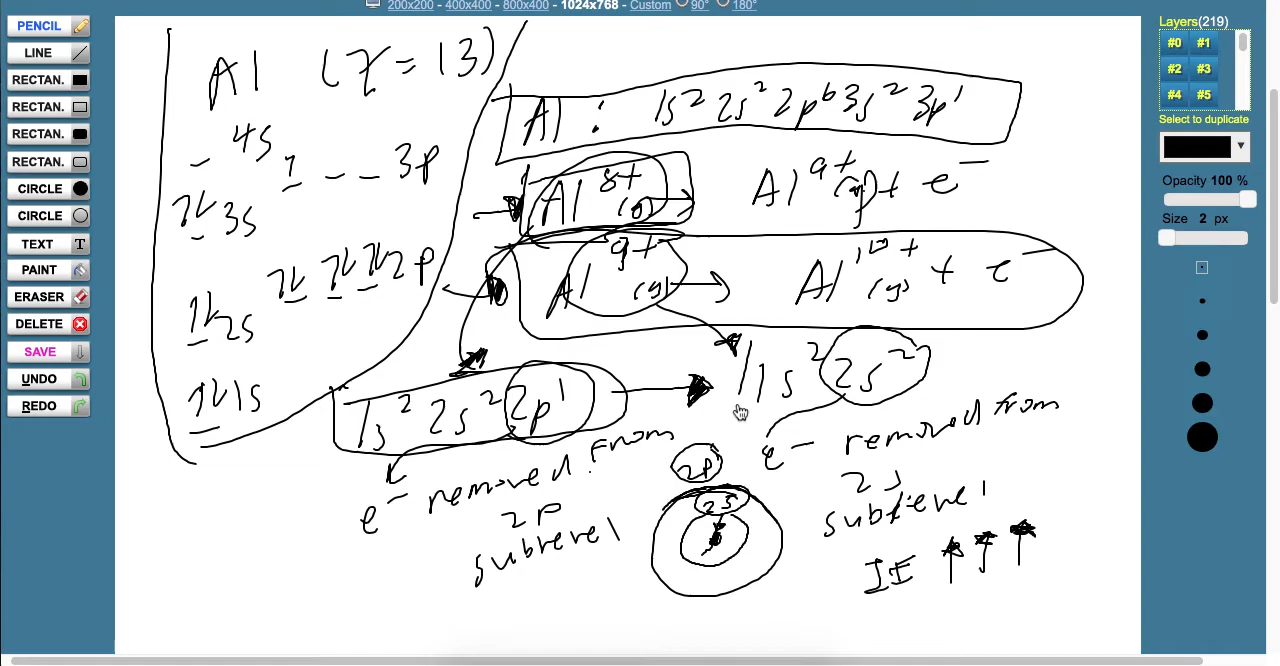 200x200 - 400x400 - 800x400 - 1024x768 - Custom 90° 180°
PENCIL
LINE
RECTAN.
RECTAN.
RECTAN.
RECTAN.
CIRCLE
CIRCLE
TEXT T
PAINT
ERASER
DELETE
SAVE
UNDO
REDO
Al (Z = 13)
4s
3p
3s
2p
2s
1s
Al : 1s² 2s² 2p⁶ 3s² 3p¹
Al⁸⁺(g) → Al⁹⁺(g) + e⁻
Al⁹⁺(g) → Al¹⁰⁺(g) + e⁻
1s² 2s² 2p¹ → 1s² 2s²
e⁻ removed from
2p
sublevel
e⁻ removed from
2s
sublevel
2p
2s
IE ↑ ↑ ↑
Layers(219)
#0 #1
#2 #3
#4 #5
Select to duplicate
Opacity 100 %
Size 2 px